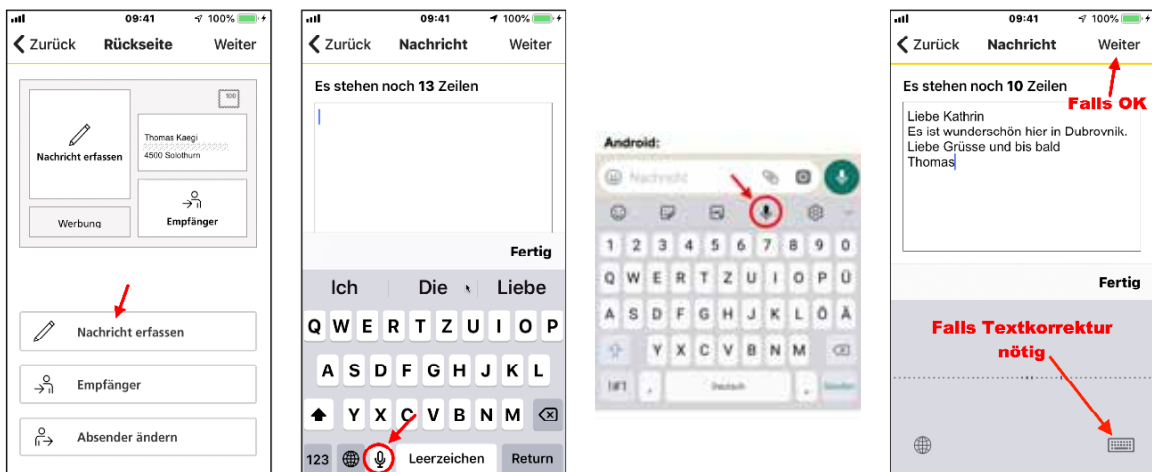 09:41
100%
Zurück
Rückseite
Weiter
100
Nachricht erfassen
Thomas Kaegi
4500 Solothurn
Werbung
Empfänger
Nachricht erfassen
Empfänger
Absender ändern
09:41
100%
Zurück
Nachricht
Weiter
Es stehen noch 13 Zeilen
Fertig
Ich Die Liebe
Q W E R T Z U I O P
A S D F G H J K L
Y X C V B N M
123 Leerzeichen Return
Android:
Nachricht
1 2 3 4 5 6 7 8 9 0
Q W E R T Z U I O P Ü
A S D F G H J K L Ö Ä
Y X C V B N M
!#1 , Deutsch .
09:41
100%
Zurück
Nachricht
Weiter
Es stehen noch 10 Zeilen
Falls OK
Liebe Kathrin
Es ist wunderschön hier in Dubrovnik.
Liebe Grüsse und bis bald
Thomas
Fertig
Falls Textkorrektur
nötig